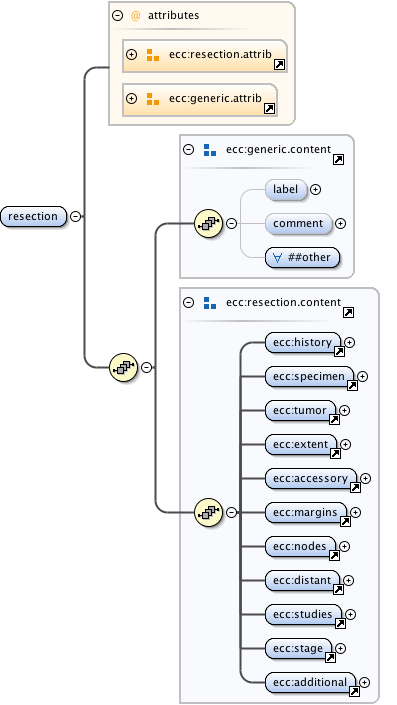 @ attributes
ecc:resection.attrib
ecc:generic.attrib
ecc:generic.content
label
comment
##other
resection
ecc:resection.content
ecc:history
ecc:specimen
ecc:tumor
ecc:extent
ecc:accessory
ecc:margins
ecc:nodes
ecc:distant
ecc:studies
ecc:stage
ecc:additional